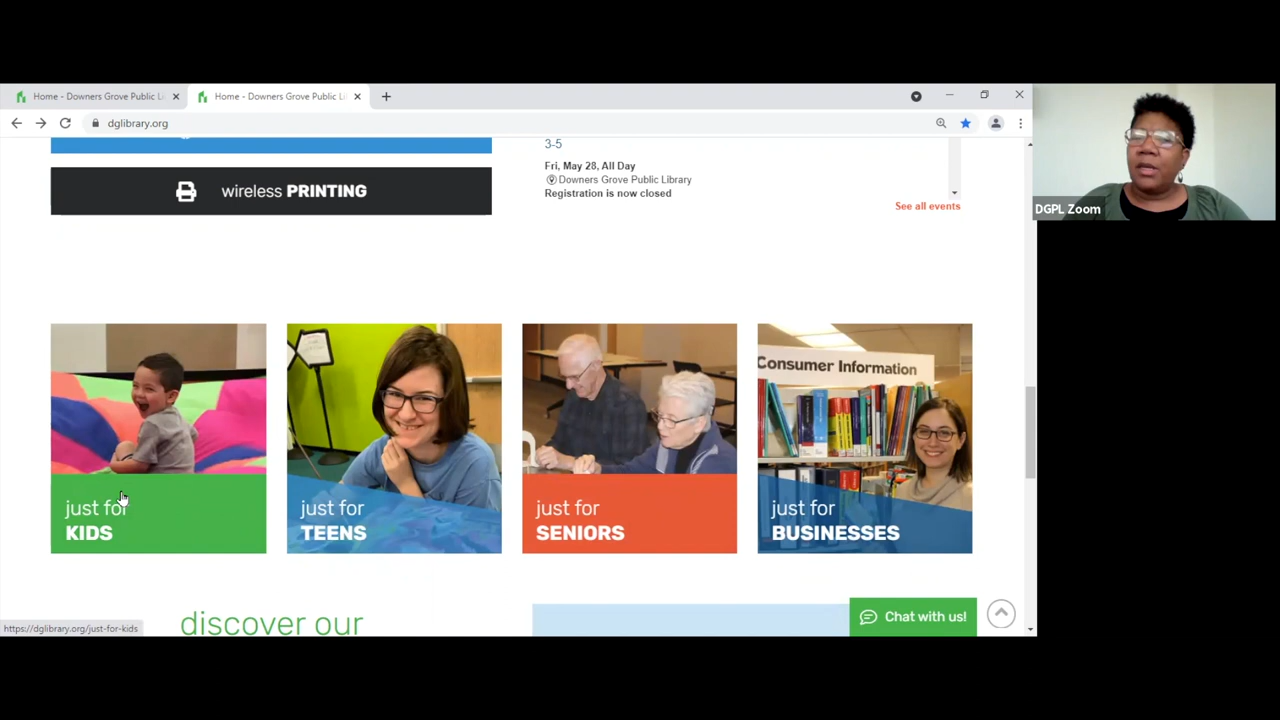 Home - Downers Grove Public Li
Home - Downers Grove Public Li
dglibrary.org
DGPL Zoom
3-5
Fri, May 28, All Day
Downers Grove Public Library
Registration is now closed
See all events
wireless PRINTING
Consumer Information
just for
KIDS
just for
TEENS
just for
SENIORS
just for
BUSINESSES
discover our
Chat with us!
https://dglibrary.org/just-for-kids